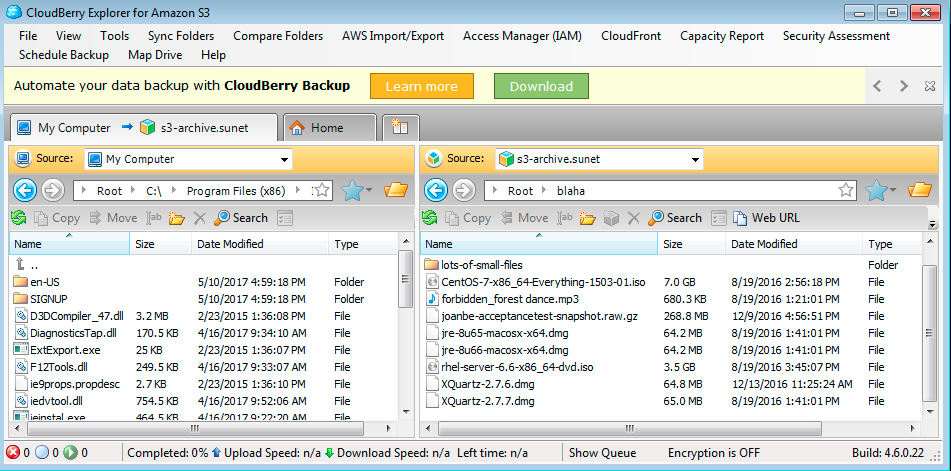 CloudBerry Explorer for Amazon S3
File View Tools Sync Folders Compare Folders AWS Import/Export Access Manager (IAM) CloudFront Capacity Report Security Assessment
Schedule Backup Map Drive Help
Automate your data backup with CloudBerry Backup Learn more Download
My Computer s3-archive.sunet Home
Source: My Computer
Root C:\ Program Files (x86)
Copy Move Search
Name Size Date Modified Type
..
en-US 5/10/2017 4:59:18 PM Folder
SIGNUP 5/10/2017 4:59:18 PM Folder
D3DCompiler_47.dll 3.2 MB 2/23/2015 1:36:08 PM File
DiagnosticsTap.dll 170.5 KB 4/16/2017 9:34:10 AM File
ExtExport.exe 25 KB 2/23/2015 1:36:07 PM File
F12Tools.dll 249.5 KB 4/16/2017 9:33:07 AM File
ie9props.propdesc 2.7 KB 2/23/2015 1:36:10 PM File
iedvtool.dll 754.5 KB 4/16/2017 9:52:06 AM File
ieinstal.exe 464.5 KB 4/16/2017 9:22:20 AM File
Source: s3-archive.sunet
Root blaha
Copy Move Search Web URL
Name Size Date Modified Type
lots-of-small-files Folder
CentOS-7-x86_64-Everything-1503-01.iso 7.0 GB 8/19/2016 2:56:18 PM File
forbidden_forest dance.mp3 680.3 KB 8/19/2016 1:21:01 PM File
joanbe-acceptancetest-snapshot.raw.gz 268.8 MB 12/9/2016 4:56:51 PM File
jre-8u65-macosx-x64.dmg 64.2 MB 8/19/2016 1:41:01 PM File
jre-8u66-macosx-x64.dmg 64.2 MB 8/19/2016 1:41:01 PM File
rhel-server-6.6-x86_64-dvd.iso 3.5 GB 8/19/2016 3:45:07 PM File
XQuartz-2.7.6.dmg 64.8 MB 12/13/2016 11:25:24 AM File
XQuartz-2.7.7.dmg 65.0 MB 8/19/2016 1:41:01 PM File
0 0 0 Completed: 0% Upload Speed: n/a Download Speed: n/a Left time: n/a Show Queue Encryption is OFF Build: 4.6.0.22